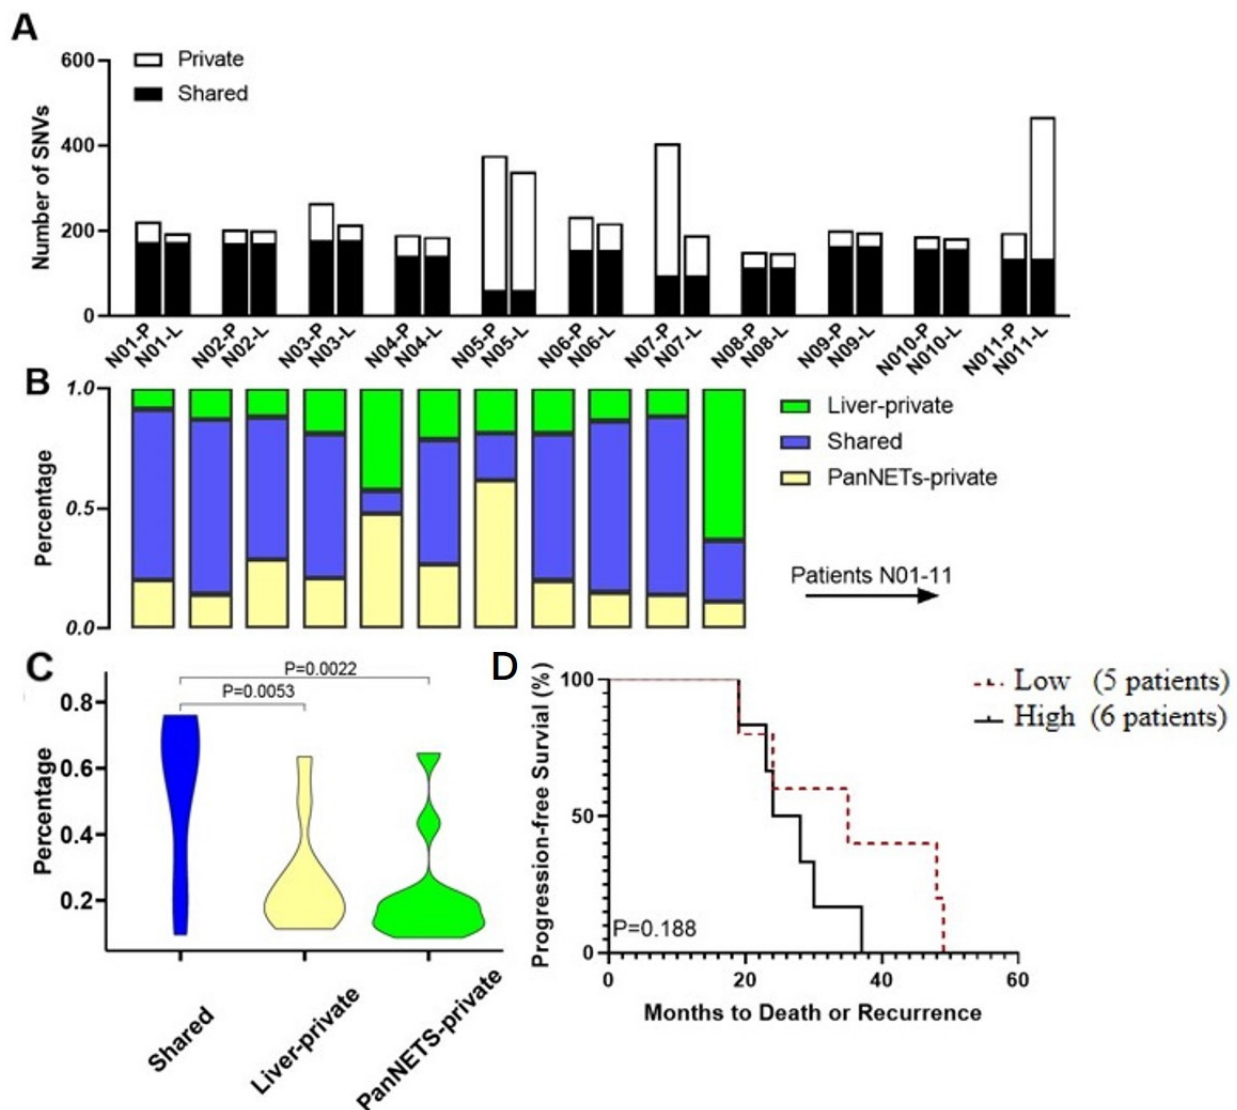 A
Private
Shared
Number of SNVs
600
400
200
0
N01-P
N01-L
N02-P
N02-L
N03-P
N03-L
N04-P
N04-L
N05-P
N05-L
N06-P
N06-L
N07-P
N07-L
N08-P
N08-L
N09-P
N09-L
N010-P
N010-L
N011-P
N011-L
B
Percentage
1.0
0.5
0.0
Liver-private
Shared
PanNETs-private
Patients N01-11
C
Percentage
0.8
0.6
0.4
0.2
P=0.0022
P=0.0053
Shared
Liver-private
PanNETS-private
D
Progression-free Survial (%)
100
50
0
P=0.188
0
20
40
60
Months to Death or Recurrence
Low (5 patients)
High (6 patients)